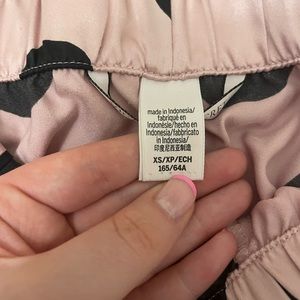 made in Indonesia/
fabriqué en
Indonésie/hecho en
Indonesia/fabbricato
in Indonesia/
印度尼西亚制造
XS/XP/ECH
165/64A